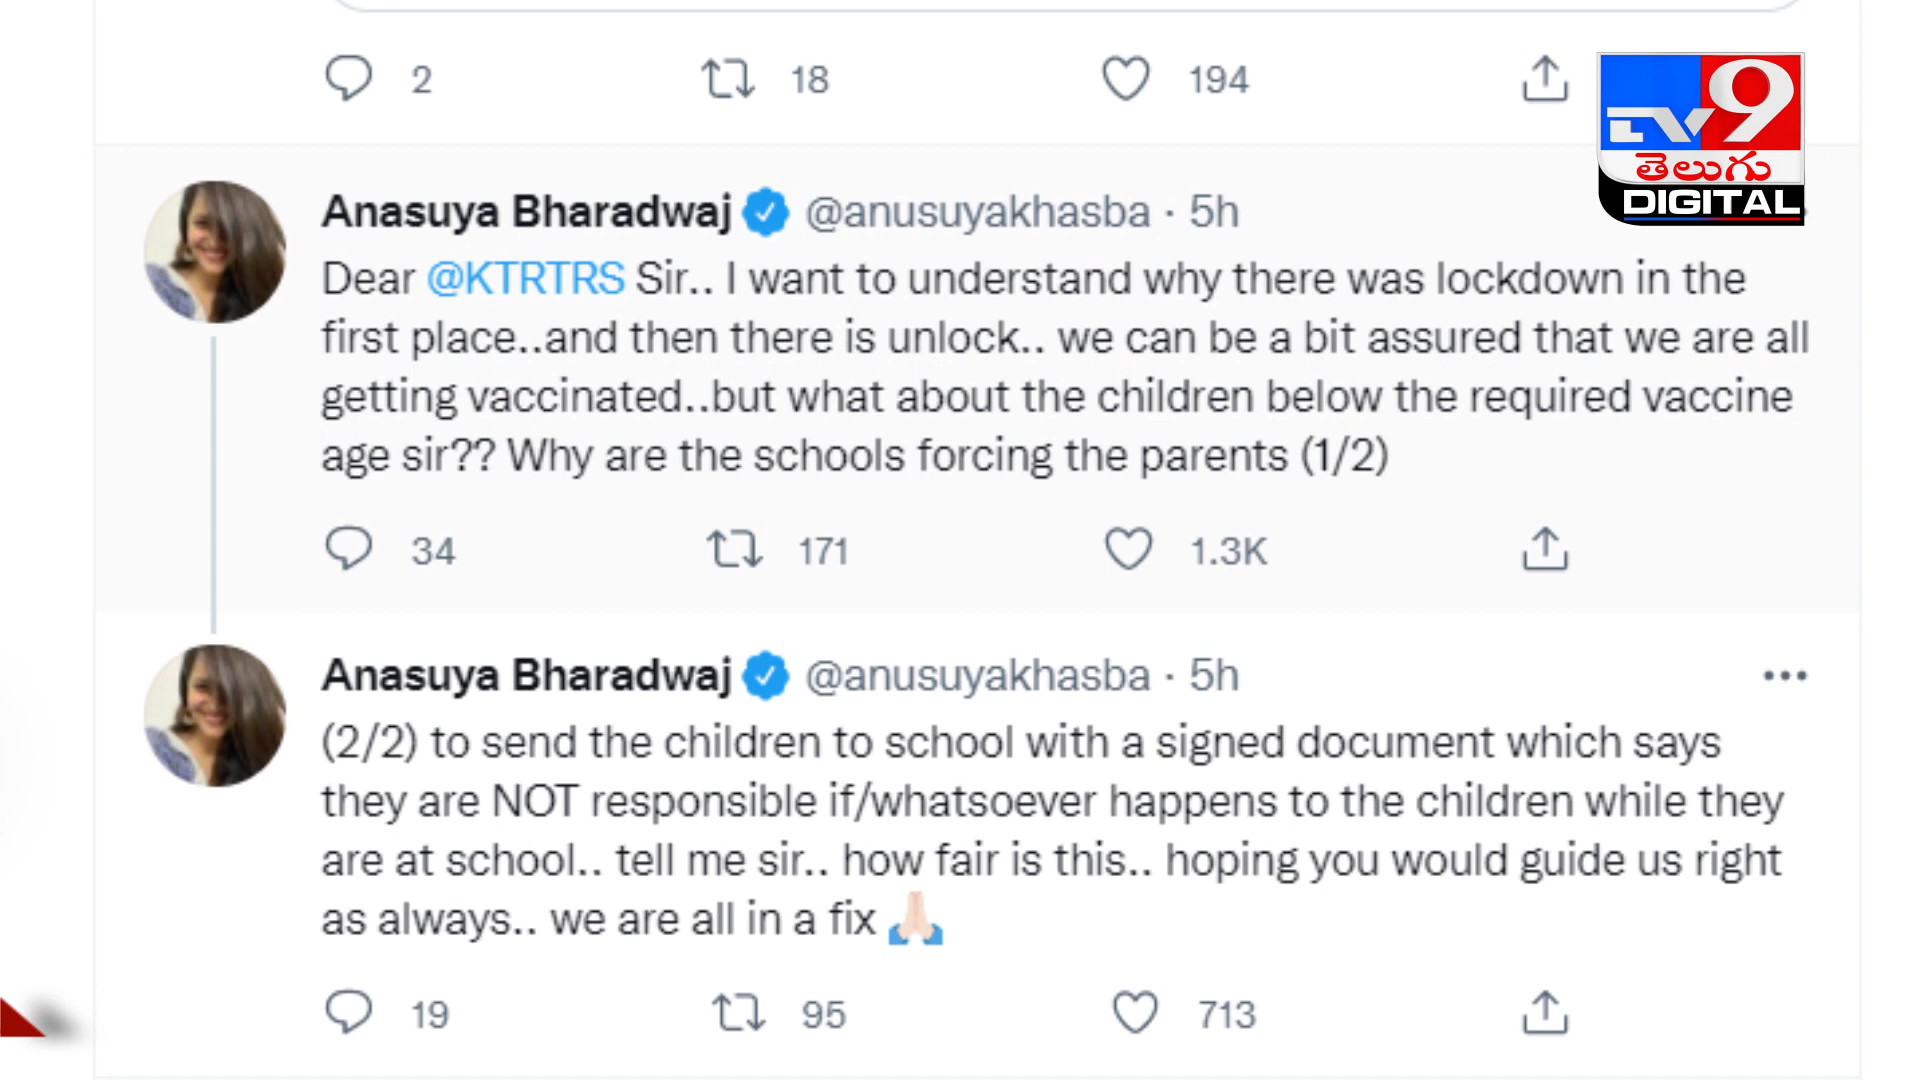 2 18 194
TV9
తెలుగు
DIGITAL
Anasuya Bharadwaj @anusuyakhasba · 5h
Dear @KTRTRS Sir.. I want to understand why there was lockdown in the
first place..and then there is unlock.. we can be a bit assured that we are all
getting vaccinated..but what about the children below the required vaccine
age sir?? Why are the schools forcing the parents (1/2)
34 171 1.3K
Anasuya Bharadwaj @anusuyakhasba · 5h
(2/2) to send the children to school with a signed document which says
they are NOT responsible if/whatsoever happens to the children while they
are at school.. tell me sir.. how fair is this.. hoping you would guide us right
as always.. we are all in a fix 🙏🏻
19 95 713